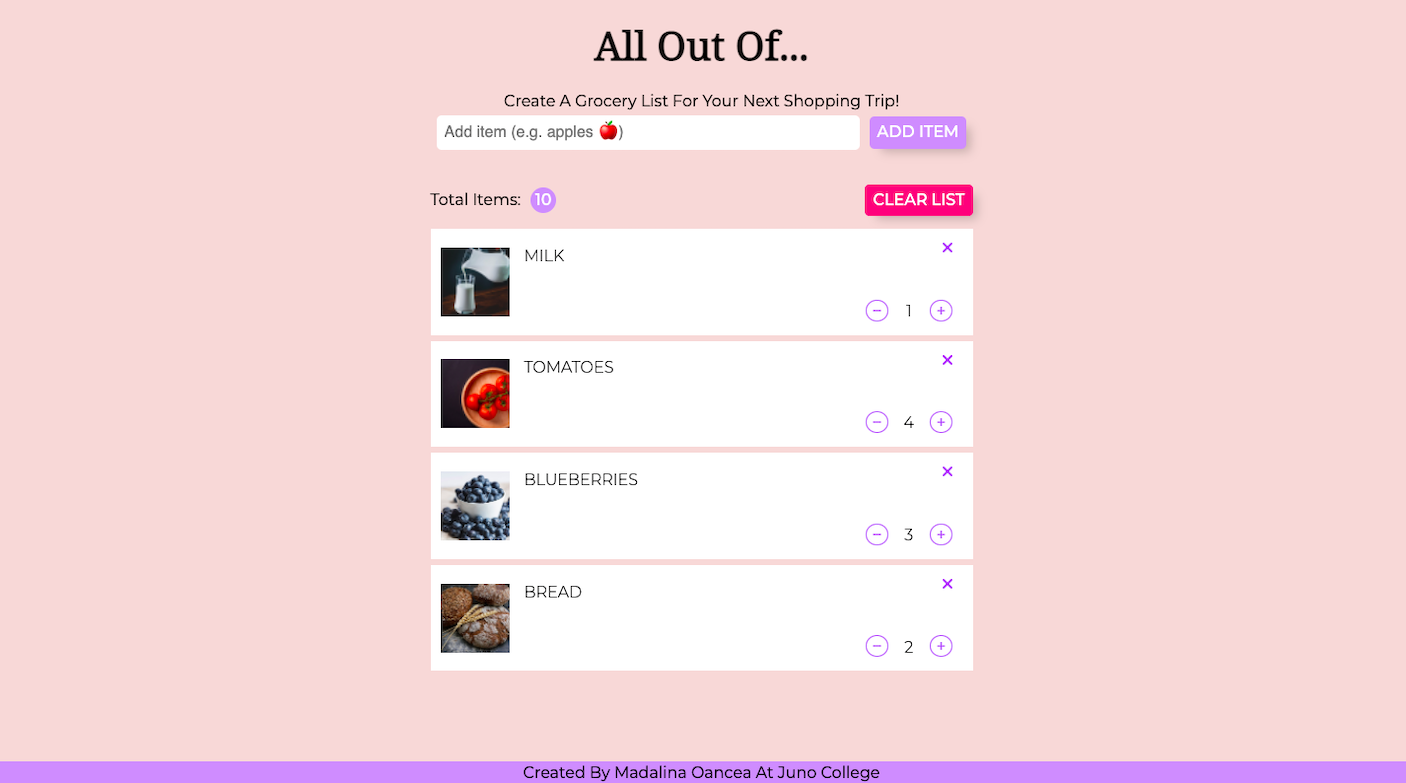 All Out Of...
Create A Grocery List For Your Next Shopping Trip!
Add item (e.g. apples 🍎)
ADD ITEM
Total Items: 10
CLEAR LIST
MILK
1
TOMATOES
4
BLUEBERRIES
3
BREAD
2
Created By Madalina Oancea At Juno College